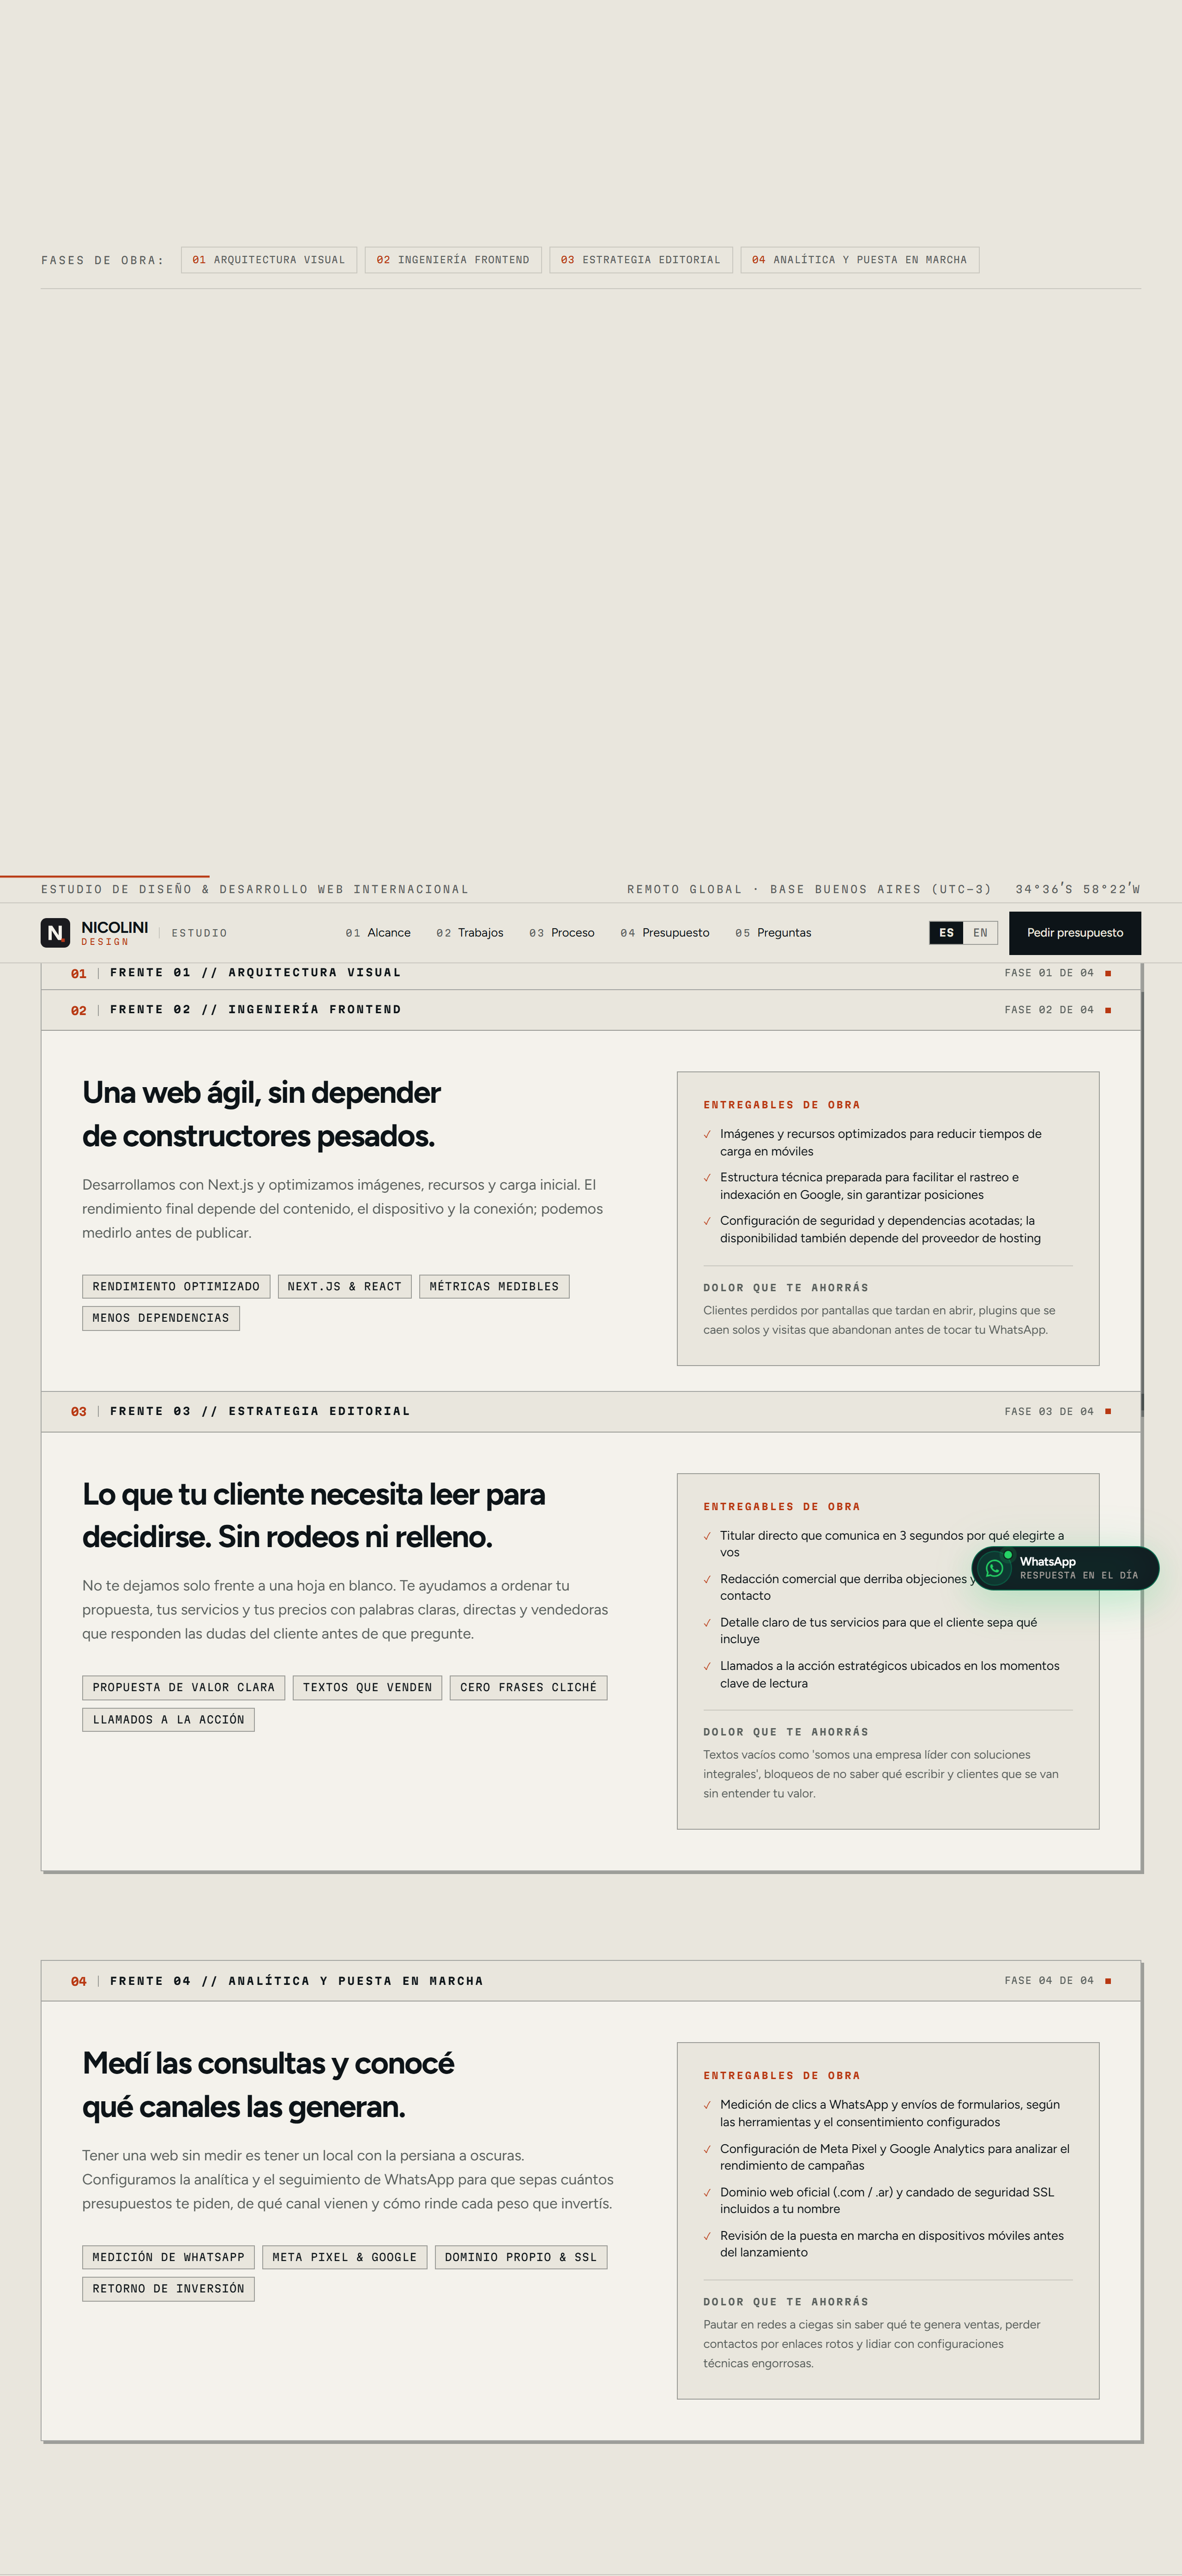 FASES DE OBRA:
01 ARQUITECTURA VISUAL
02 INGENIERÍA FRONTEND
03 ESTRATEGIA EDITORIAL
04 ANALÍTICA Y PUESTA EN MARCHA
ESTUDIO DE DISEÑO & DESARROLLO WEB INTERNACIONAL
REMOTO GLOBAL · BASE BUENOS AIRES (UTC−3)
34°36′S 58°22′W
N
NICOLINI
DESIGN
ESTUDIO
01 Alcance
02 Trabajos
03 Proceso
04 Presupuesto
05 Preguntas
ES
EN
Pedir presupuesto
01 | FRENTE 01 // ARQUITECTURA VISUAL
FASE 01 DE 04
02 | FRENTE 02 // INGENIERÍA FRONTEND
FASE 02 DE 04
Una web ágil, sin depender
de constructores pesados.
Desarrollamos con Next.js y optimizamos imágenes, recursos y carga inicial. El
rendimiento final depende del contenido, el dispositivo y la conexión; podemos
medirlo antes de publicar.
RENDIMIENTO OPTIMIZADO
NEXT.JS & REACT
MÉTRICAS MEDIBLES
MENOS DEPENDENCIAS
ENTREGABLES DE OBRA
✓ Imágenes y recursos optimizados para reducir tiempos de
carga en móviles
✓ Estructura técnica preparada para facilitar el rastreo e
indexación en Google, sin garantizar posiciones
✓ Configuración de seguridad y dependencias acotadas; la
disponibilidad también depende del proveedor de hosting
DOLOR QUE TE AHORRÁS
Clientes perdidos por pantallas que tardan en abrir, plugins que se
caen solos y visitas que abandonan antes de tocar tu WhatsApp.
03 | FRENTE 03 // ESTRATEGIA EDITORIAL
FASE 03 DE 04
Lo que tu cliente necesita leer para
decidirse. Sin rodeos ni relleno.
No te dejamos solo frente a una hoja en blanco. Te ayudamos a ordenar tu
propuesta, tus servicios y tus precios con palabras claras, directas y vendedoras
que responden las dudas del cliente antes de que pregunte.
PROPUESTA DE VALOR CLARA
TEXTOS QUE VENDEN
CERO FRASES CLICHÉ
LLAMADOS A LA ACCIÓN
ENTREGABLES DE OBRA
✓ Titular directo que comunica en 3 segundos por qué elegirte a
vos
✓ Redacción comercial que derriba objeciones y
contacto
WhatsApp
RESPUESTA EN EL DÍA
✓ Detalle claro de tus servicios para que el cliente sepa qué
incluye
✓ Llamados a la acción estratégicos ubicados en los momentos
clave de lectura
DOLOR QUE TE AHORRÁS
Textos vacíos como 'somos una empresa líder con soluciones
integrales', bloqueos de no saber qué escribir y clientes que se van
sin entender tu valor.
04 | FRENTE 04 // ANALÍTICA Y PUESTA EN MARCHA
FASE 04 DE 04
Medí las consultas y conocé
qué canales las generan.
Tener una web sin medir es tener un local con la persiana a oscuras.
Configuramos la analítica y el seguimiento de WhatsApp para que sepas cuántos
presupuestos te piden, de qué canal vienen y cómo rinde cada peso que invertís.
MEDICIÓN DE WHATSAPP
META PIXEL & GOOGLE
DOMINIO PROPIO & SSL
RETORNO DE INVERSIÓN
ENTREGABLES DE OBRA
✓ Medición de clics a WhatsApp y envíos de formularios, según
las herramientas y el consentimiento configurados
✓ Configuración de Meta Pixel y Google Analytics para analizar el
rendimiento de campañas
✓ Dominio web oficial (.com / .ar) y candado de seguridad SSL
incluidos a tu nombre
✓ Revisión de la puesta en marcha en dispositivos móviles antes
del lanzamiento
DOLOR QUE TE AHORRÁS
Pautar en redes a ciegas sin saber qué te genera ventas, perder
contactos por enlaces rotos y lidiar con configuraciones
técnicas engorrosas.